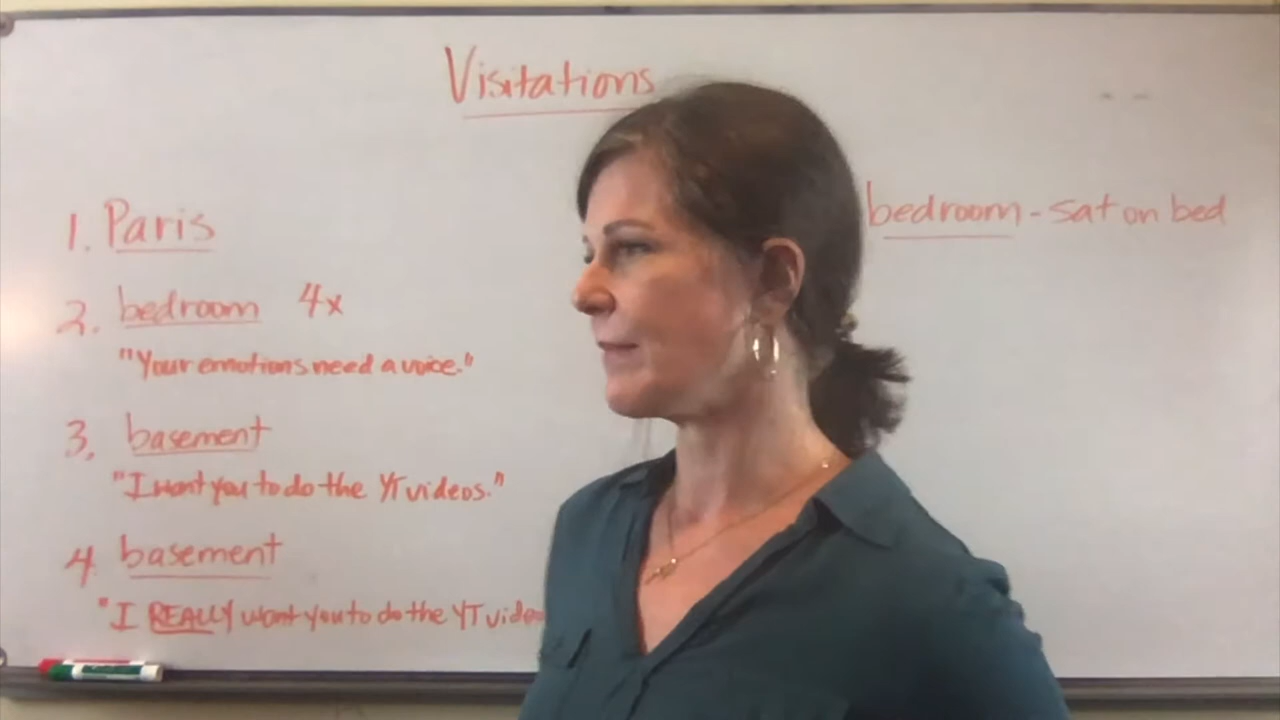 Visitations
1. Paris
2. bedroom 4x
"Your emotions need a voice."
3. basement
"I want you to do the YT videos."
4 basement
"I REALLY want you to do the YT
bedroom - sat on bed